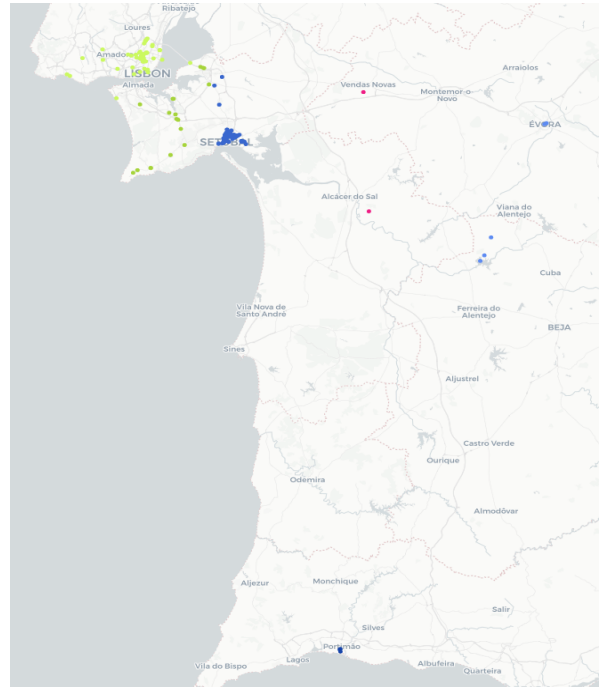 Ribatejo
Loures
Amado
LISBON
Almada
Arraiolos
Vendas Novas
Montemor-o
Novo
ÉVORA
Alcácer do Sal
Viana do
Alentejo
Cuba
Vila Nova de
Santo André
Ferreira do
Alentejo
BEJA
Sines
Aljustrel
Castro Verde
Ourique
Odemira
Almodôvar
Aljezur
Monchique
Salir
Silves
Portimão
Lagos
Albufeira
Vila do Bispo
Quarteira